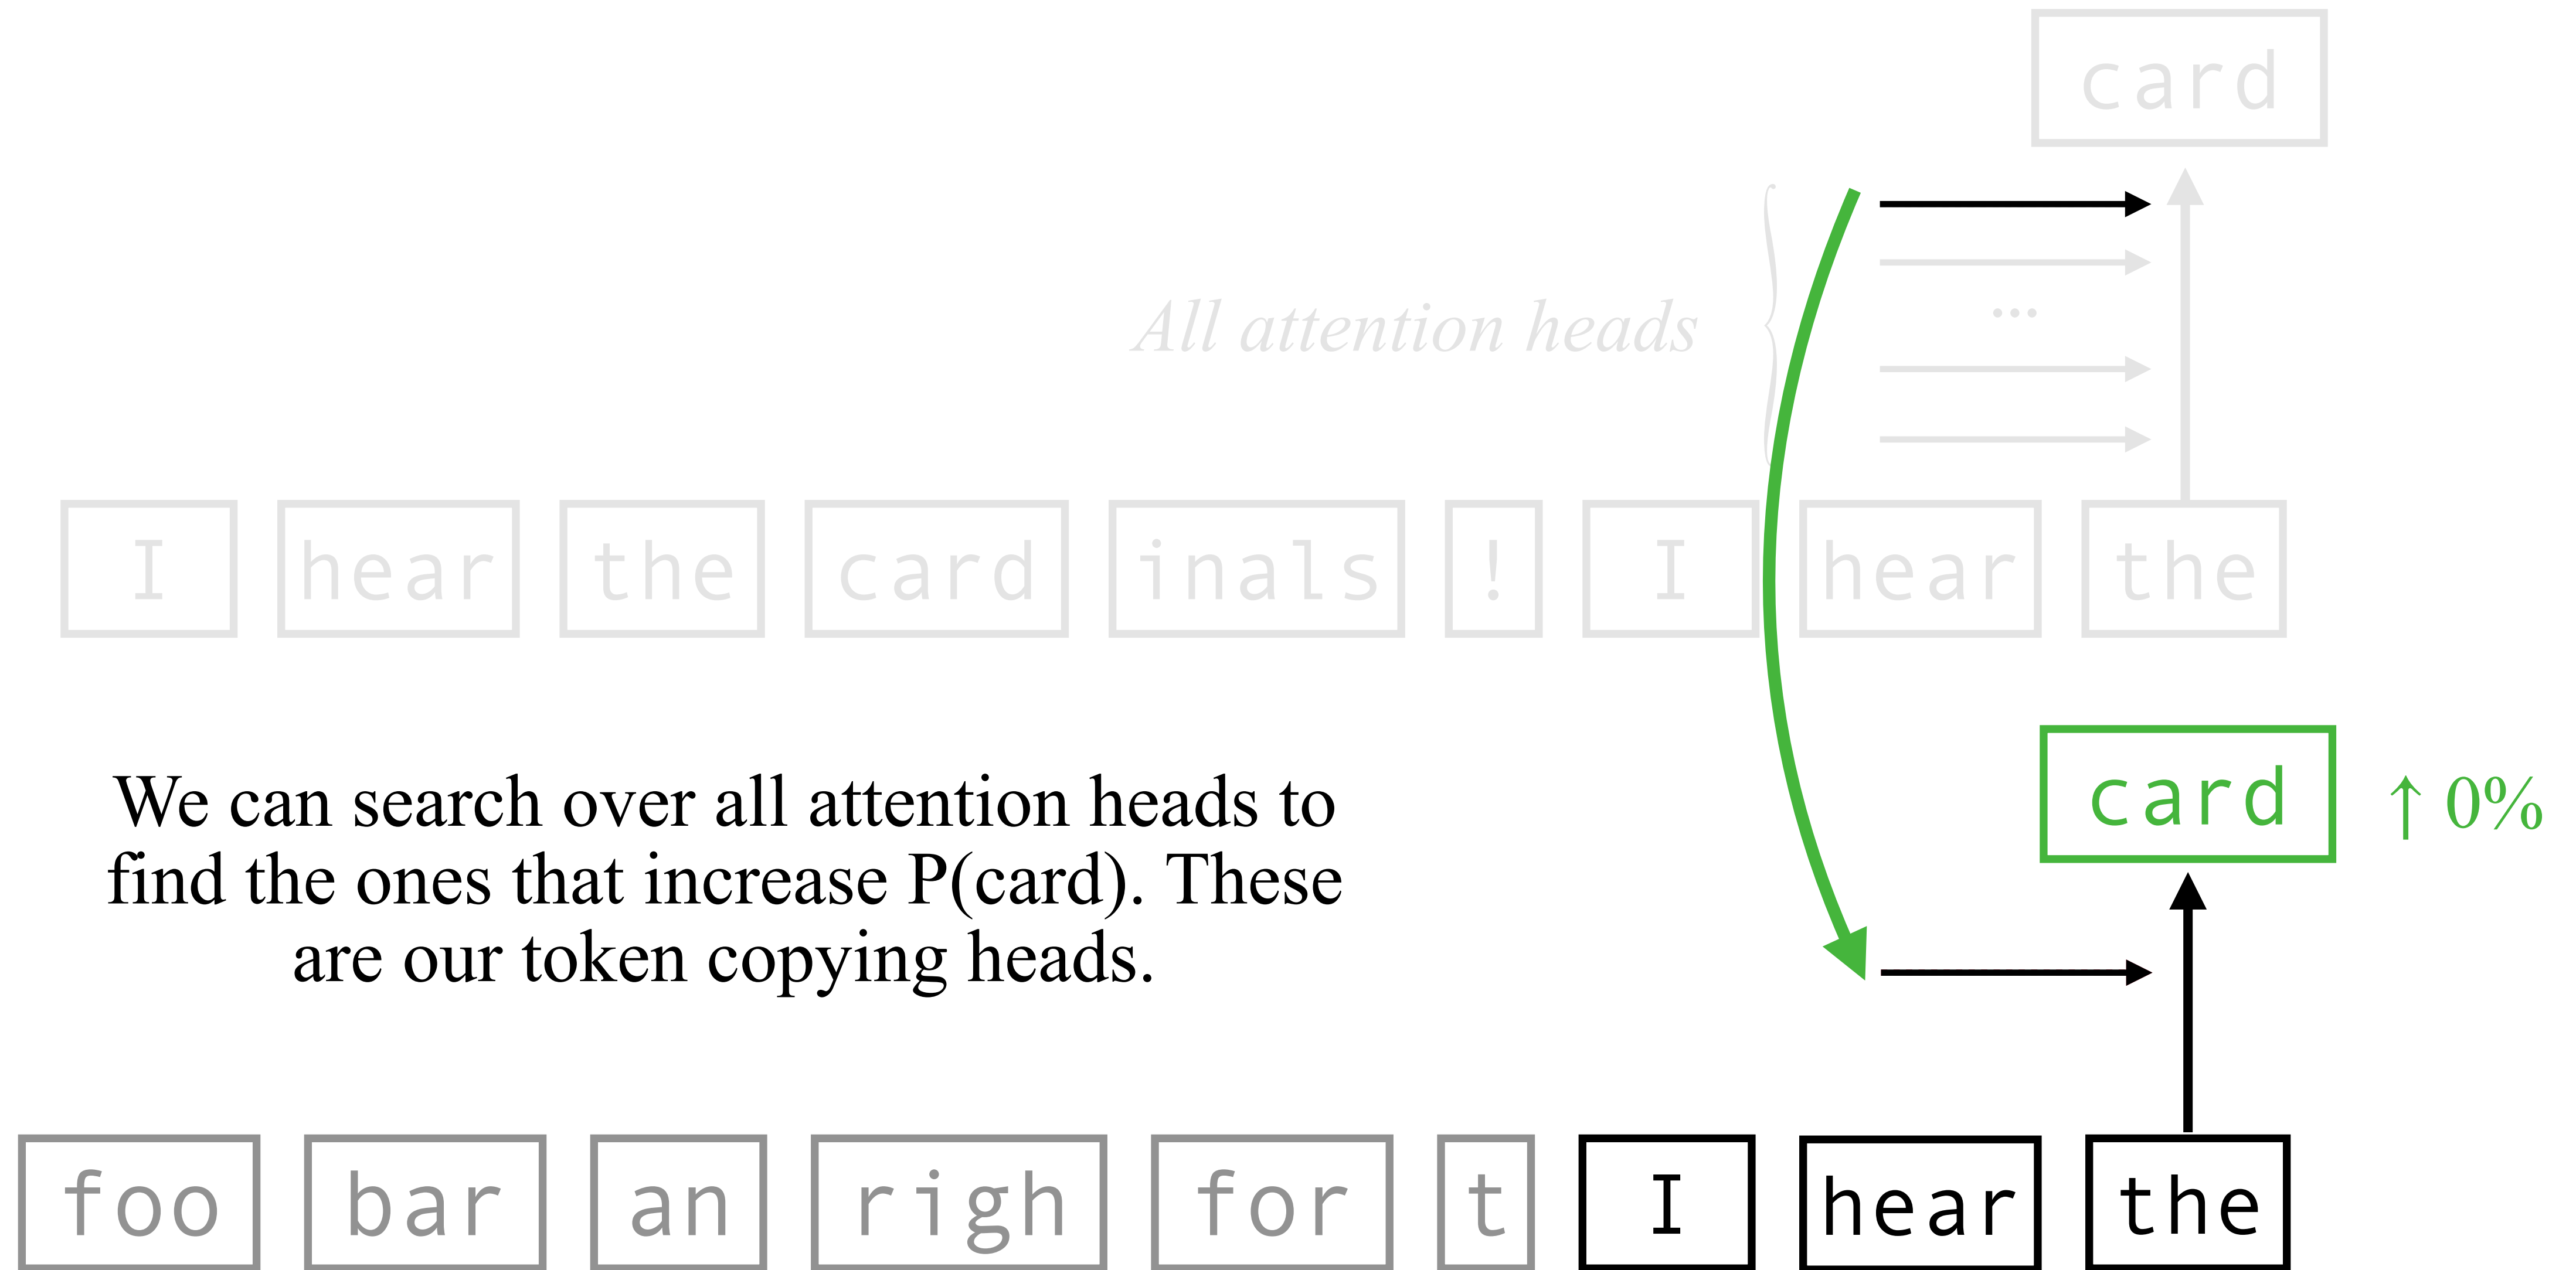 card
All attention heads
...
I hear the card inals ! I hear the
We can search over all attention heads to
find the ones that increase P(card). These
are our token copying heads.
card ↑ 0%
foo bar an righ for t I hear the